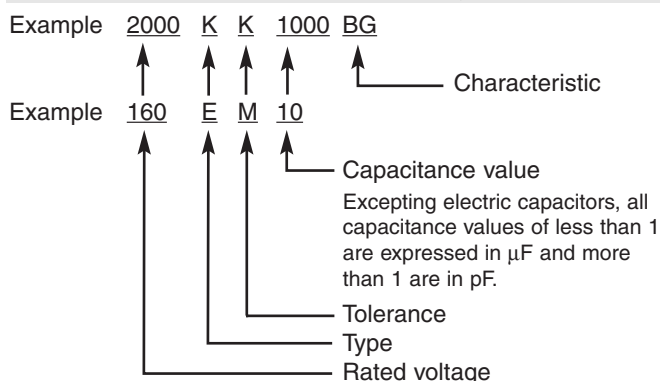 Example 2000 K K 1000 BG
Characteristic
Example 160 E M 10
Capacitance value
Excepting electric capacitors, all
capacitance values of less than 1
are expressed in μF and more
than 1 are in pF.
Tolerance
Type
Rated voltage